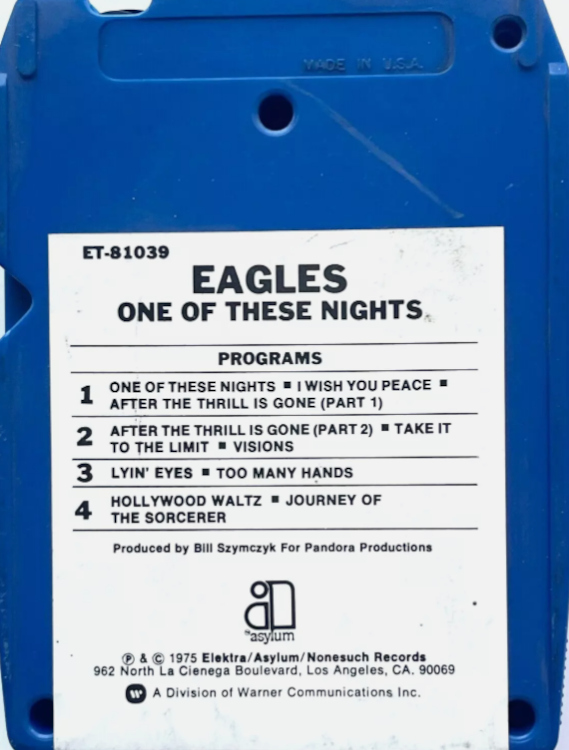 MADE IN U.S.A.
ET-81039
EAGLES
ONE OF THESE NIGHTS
PROGRAMS
1 ONE OF THESE NIGHTS ■ I WISH YOU PEACE ■
AFTER THE THRILL IS GONE (PART 1)
2 AFTER THE THRILL IS GONE (PART 2) ■ TAKE IT
TO THE LIMIT ■ VISIONS
3 LYIN' EYES ■ TOO MANY HANDS
4 HOLLYWOOD WALTZ ■ JOURNEY OF
THE SORCERER
Produced by Bill Szymczyk For Pandora Productions
a
™asylum
Ⓟ & © 1975 Elektra/Asylum/Nonesuch Records
962 North La Cienega Boulevard, Los Angeles, CA. 90069
W A Division of Warner Communications Inc.